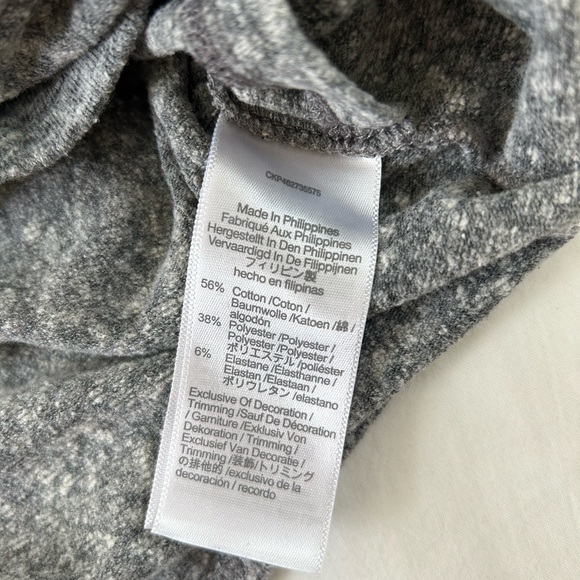 CKP402735575
Made In Philippines
Fabriqué Aux Philippines
Hergestellt In Den Philippinen
Vervaardigd In De Filippijnen
フィリピン製
hecho en filipinas
56% Cotton /Coton /
Baumwolle /Katoen /綿 /
algodón
38% Polyester /Polyester /
Polyester /Polyester /
ポリエステル /poliéster
6% Elastane /Élasthanne /
Elastan /Elastaan /
ポリウレタン /elastano
Exclusive Of Decoration /
Trimming /Sauf De Décoration
/ Garniture /Exklusiv Von
Dekoration / Trimming /
Exclusief Van Decoratie /
Trimming /装飾/トリミング
の排他的 /exclusivo de la
decoración / recordo